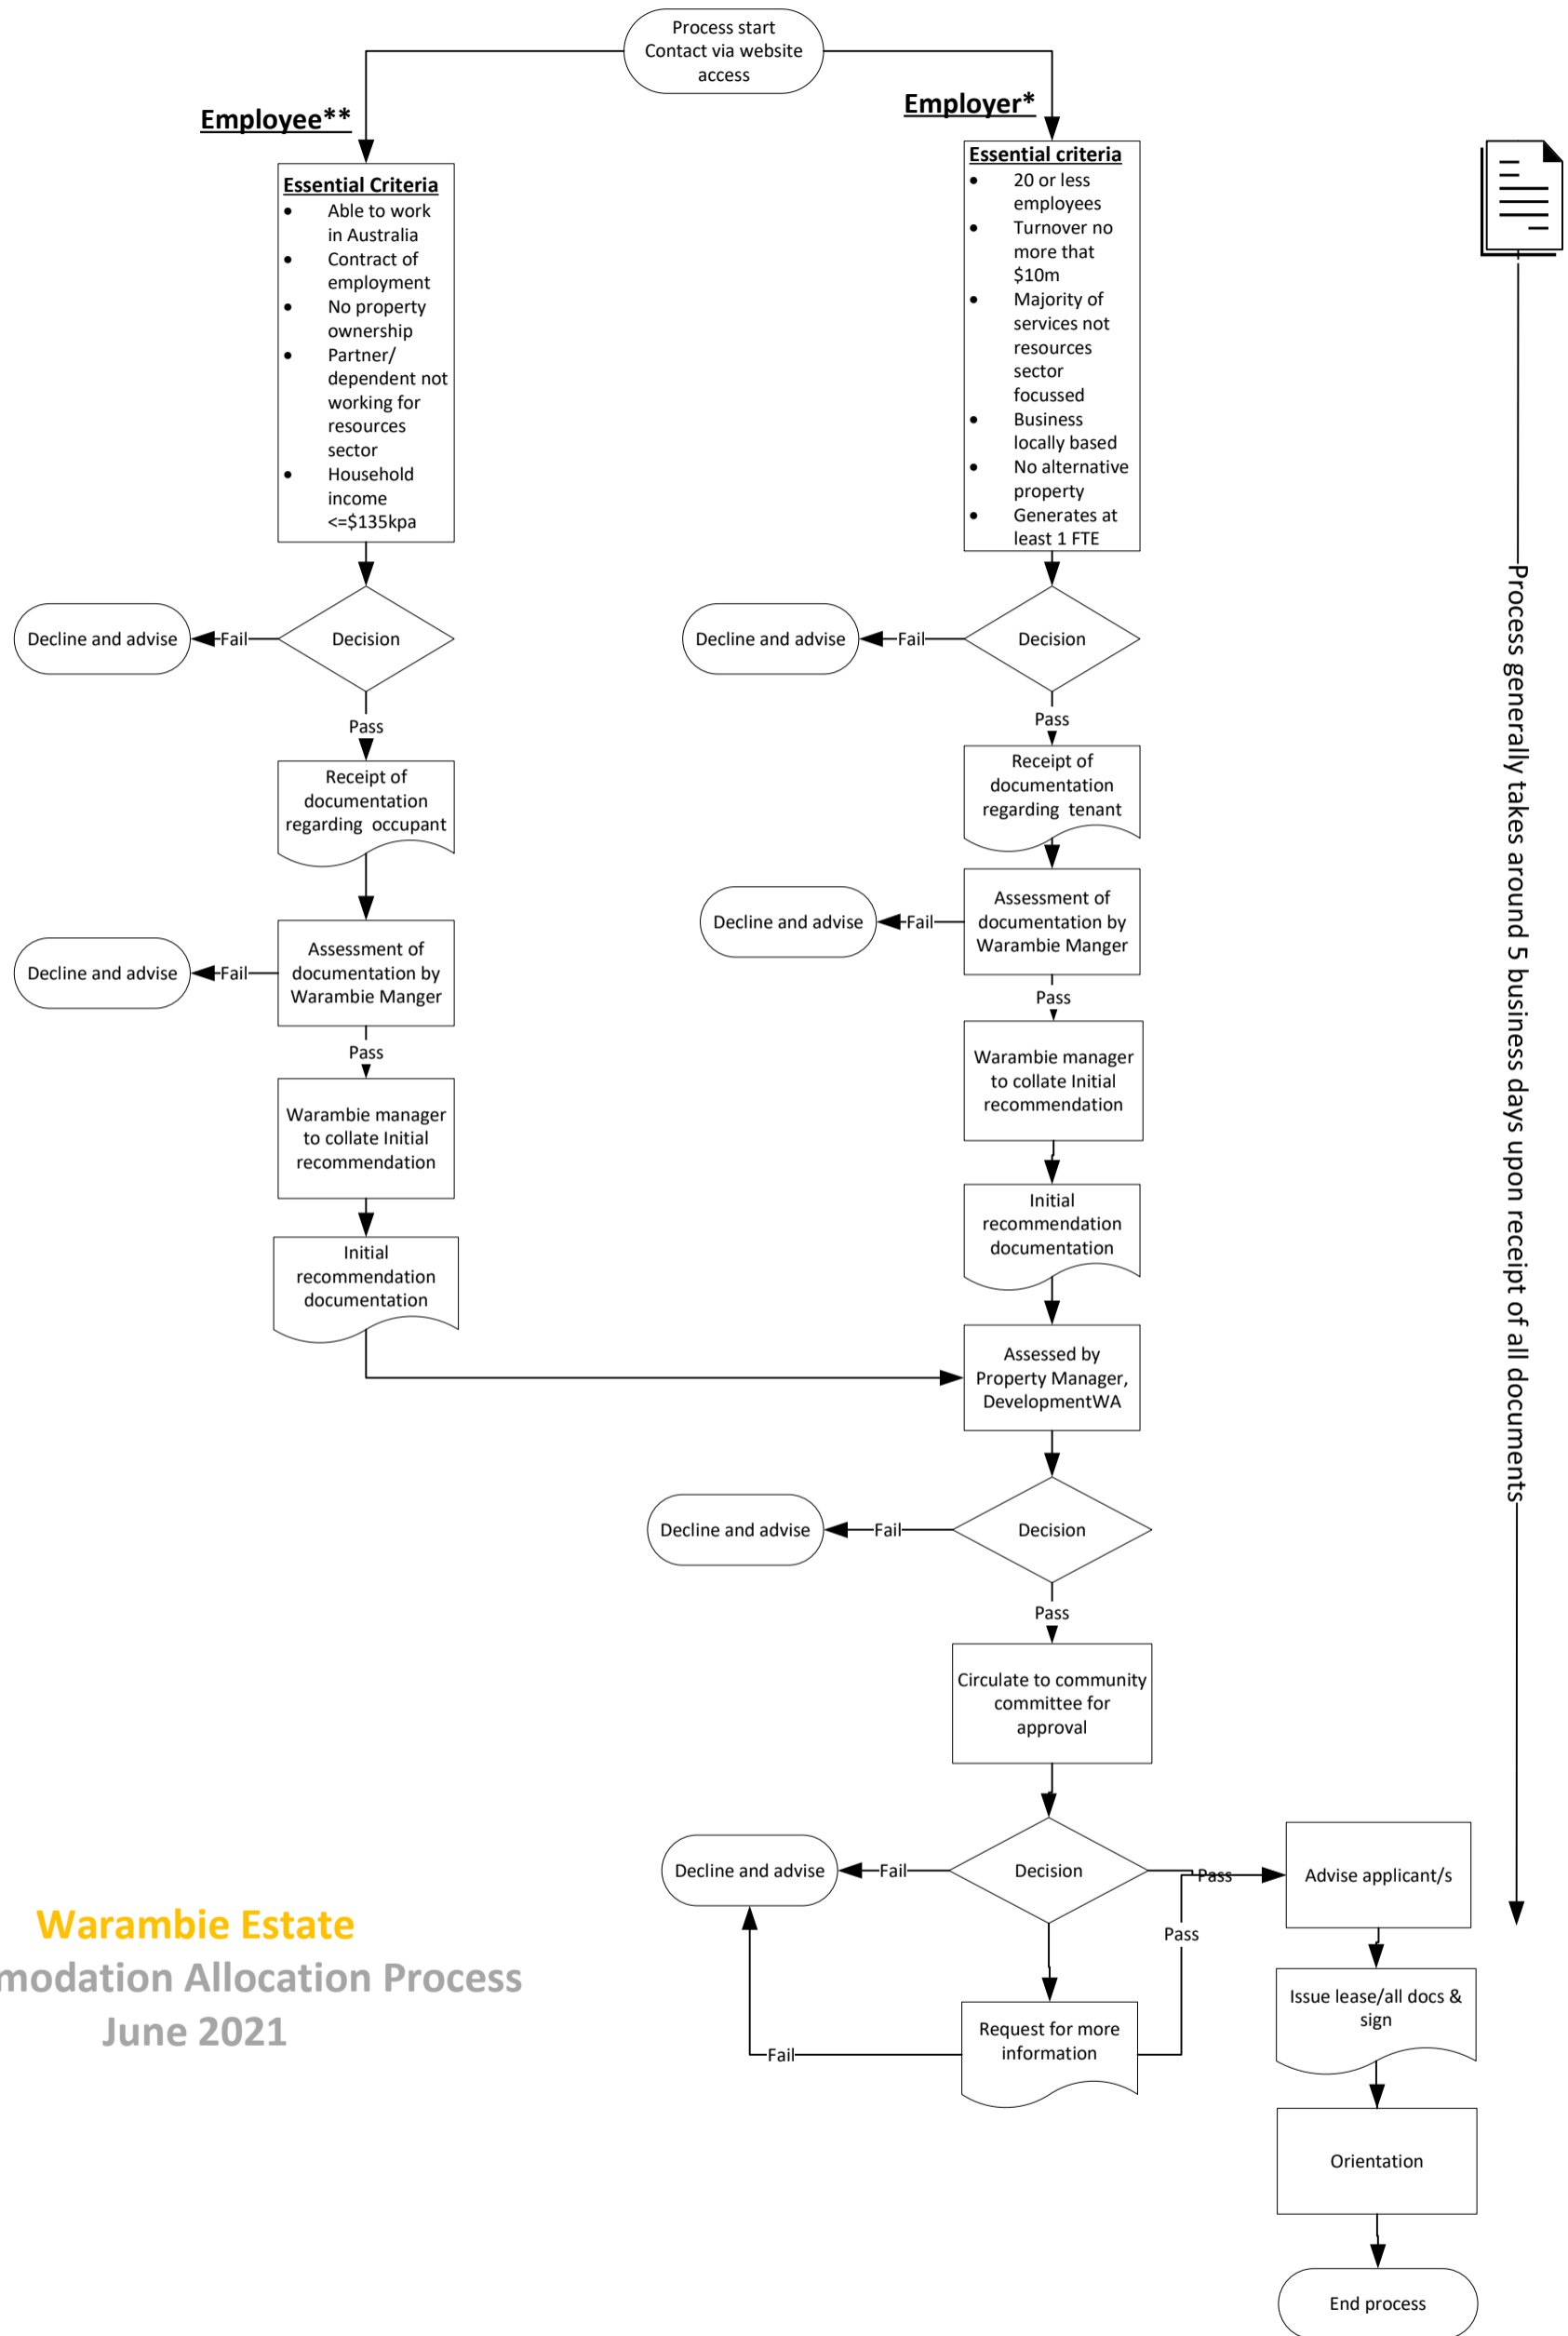 Process start
Contact via website
access
Employee**
Employer*
Essential Criteria
• Able to work
in Australia
• Contract of
employment
• No property
ownership
• Partner/
dependent not
working for
resources
sector
• Household
income
<=$135kpa
Essential criteria
• 20 or less
employees
• Turnover no
more that
$10m
• Majority of
services not
resources
sector
focussed
• Business
locally based
• No alternative
property
• Generates at
least 1 FTE
Decline and advise
Fail
Decision
Decline and advise
Fail
Decision
Pass
Pass
Receipt of
documentation
regarding occupant
Receipt of
documentation
regarding tenant
Decline and advise
Fail
Assessment of
documentation by
Warambie Manger
Decline and advise
Fail
Assessment of
documentation by
Warambie Manger
Pass
Pass
Warambie manager
to collate Initial
recommendation
Warambie manager
to collate Initial
recommendation
Initial
recommendation
documentation
Initial
recommendation
documentation
Assessed by
Property Manager,
DevelopmentWA
Decline and advise
Fail
Decision
Pass
Circulate to community
committee for
approval
Decline and advise
Fail
Decision
Pass
Advise applicant/s
Pass
Request for more
information
Fail
Issue lease/all docs &
sign
Orientation
End process
Process generally takes around 5 business days upon receipt of all documents
Warambie Estate
modation Allocation Process
June 2021